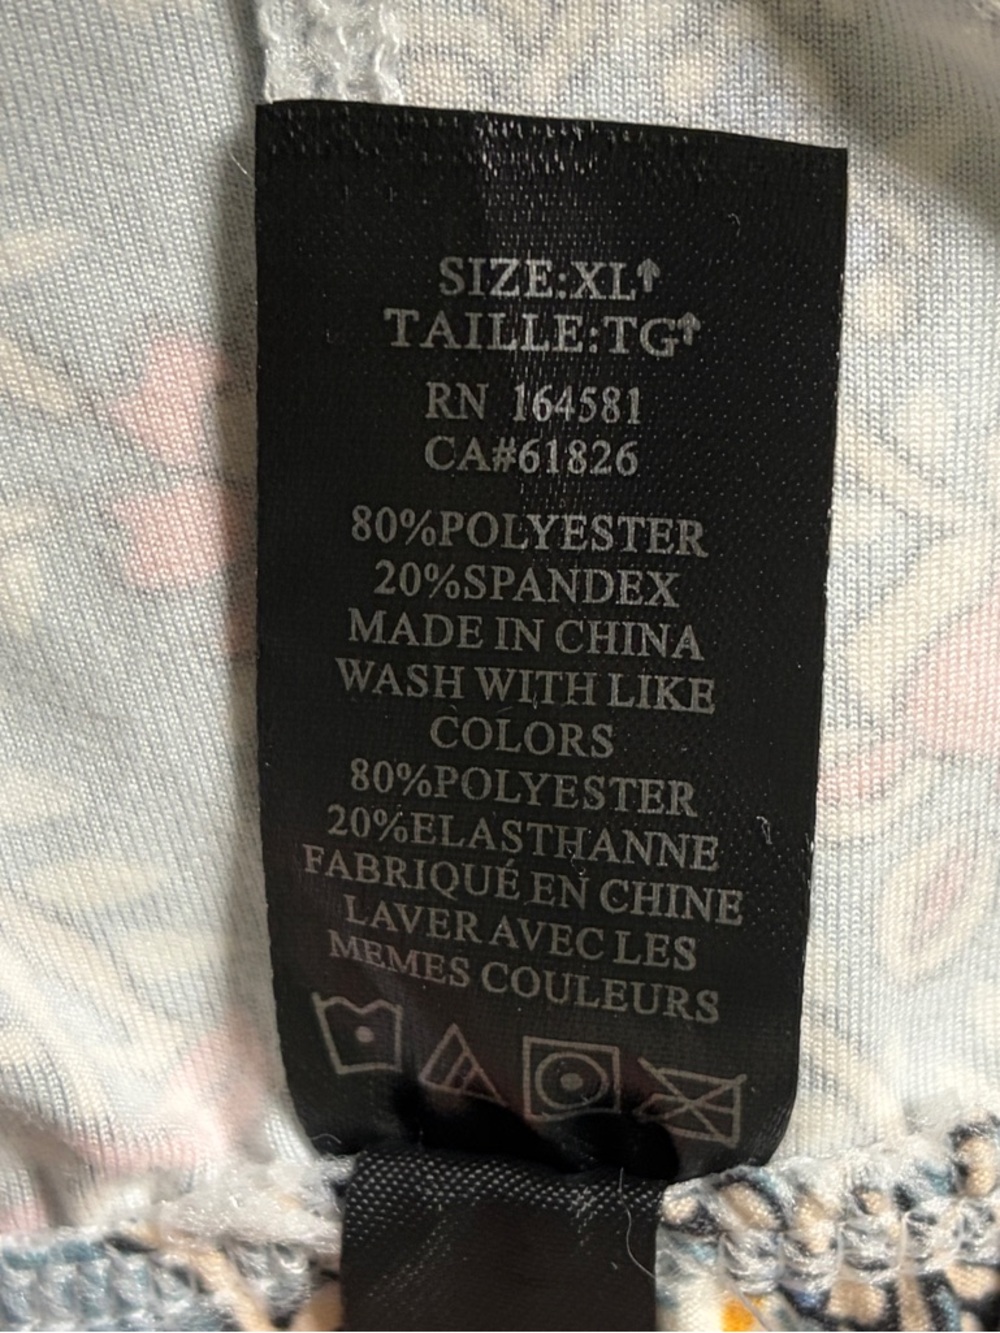 SIZE:XL↑
TAILLE:TG↑
RN 164581
CA#61826
80%POLYESTER
20%SPANDEX
MADE IN CHINA
WASH WITH LIKE
COLORS
80%POLYESTER
20%ELASTHANNE
FABRIQUÉ EN CHINE
LAVER AVEC LES
MEMES COULEURS